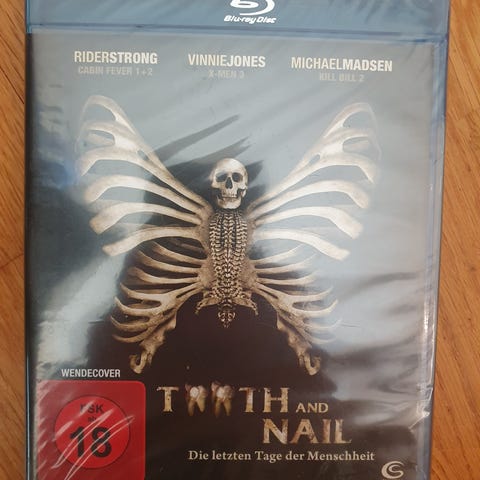 Blu-ray Disc
RIDERSTRONG VINNIEJONES MICHAELMADSEN
CABIN FEVER 1+2 X-MEN 3 KILL BILL 2
WENDECOVER
FSK
ab
18
TOOTH AND
NAIL
Die letzten Tage der Menschheit